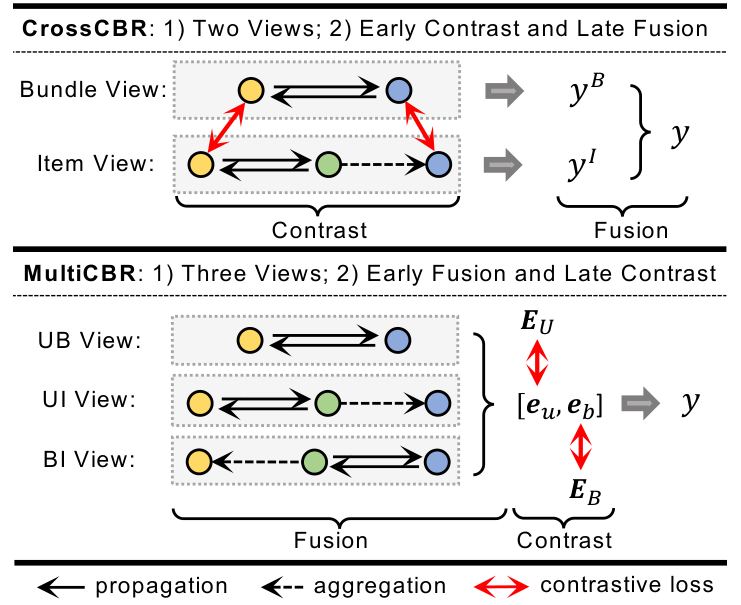 CrossCBR: 1) Two Views; 2) Early Contrast and Late Fusion
Bundle View:
y^B
Item View:
y^I
y
Contrast
Fusion
MultiCBR: 1) Three Views; 2) Early Fusion and Late Contrast
UB View:
E_U
UI View:
[e_u, e_b]
y
BI View:
E_B
Fusion
Contrast
propagation
aggregation
contrastive loss